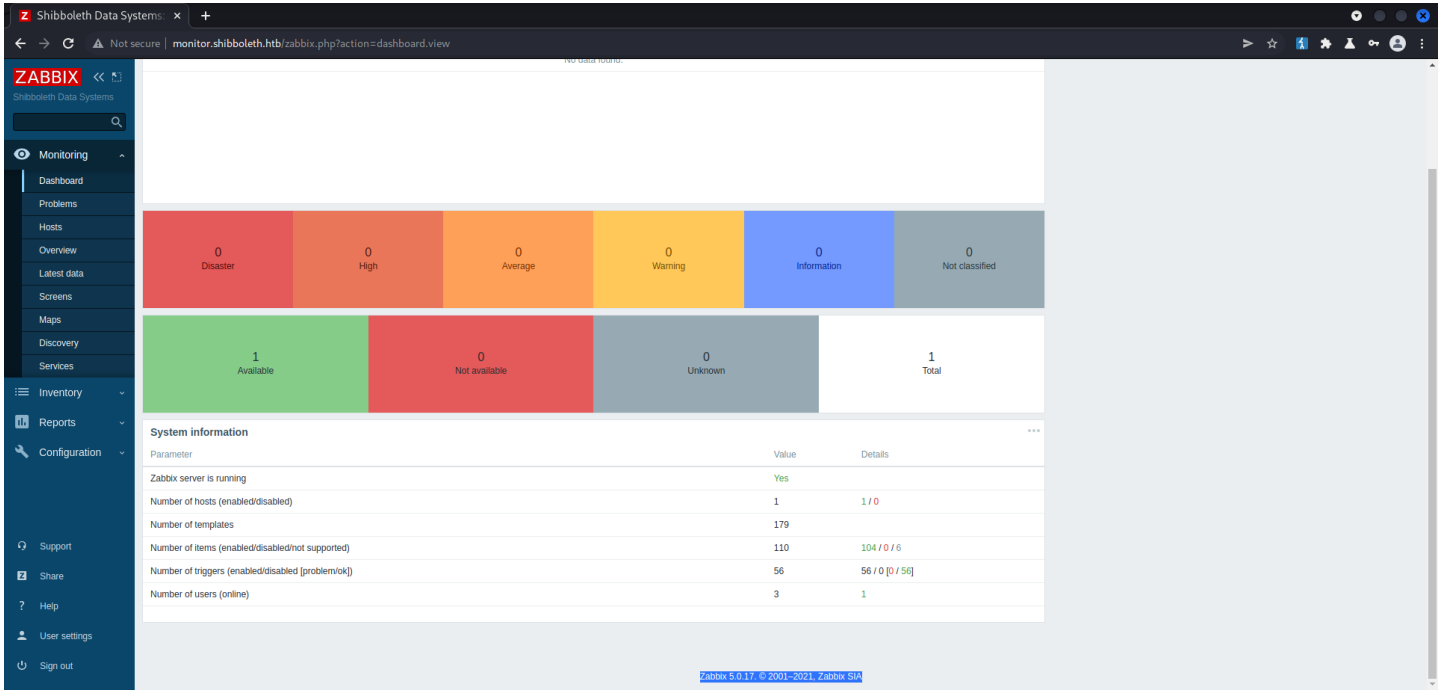 Shibboleth Data Systems:
Not secure | monitor.shibboleth.htb/zabbix.php?action=dashboard.view
ZABBIX
Shibboleth Data Systems
Monitoring
Dashboard
Problems
Hosts
Overview
Latest data
Screens
Maps
Discovery
Services
Inventory
Reports
Configuration
Support
Z Share
? Help
User settings
Sign out
No data found.
0 0 0 0 0 0
Disaster High Average Warning Information Not classified
1 0 0 1
Available Not available Unknown Total
System information
Parameter Value Details
Zabbix server is running Yes
Number of hosts (enabled/disabled) 1 1 / 0
Number of templates 179
Number of items (enabled/disabled/not supported) 110 104 / 0 / 6
Number of triggers (enabled/disabled [problem/ok]) 56 56 / 0 [0 / 56]
Number of users (online) 3 1
Zabbix 5.0.17. © 2001–2021, Zabbix SIA